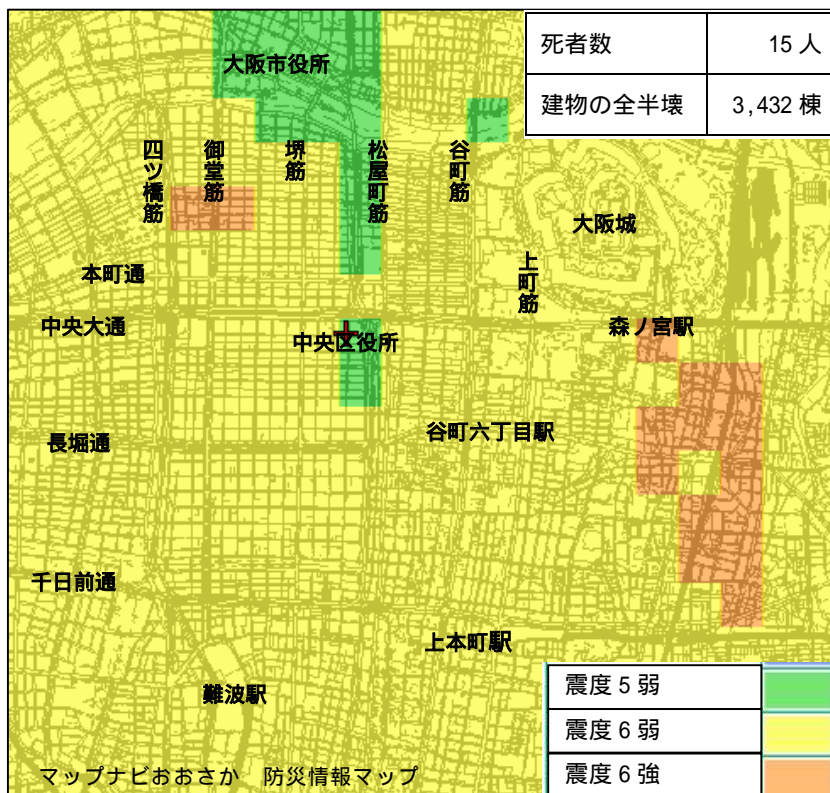 死者数 15人
建物の全半壊 3,432棟
大阪市役所
四ツ橋筋
御堂筋
堺筋
松屋町筋
谷町筋
大阪城
上町筋
本町通
中央大通
中央区役所
森ノ宮駅
長堀通
谷町六丁目駅
千日前通
上本町駅
難波駅
震度5弱
震度6弱
震度6強
マップナビおおさか 防災情報マップ